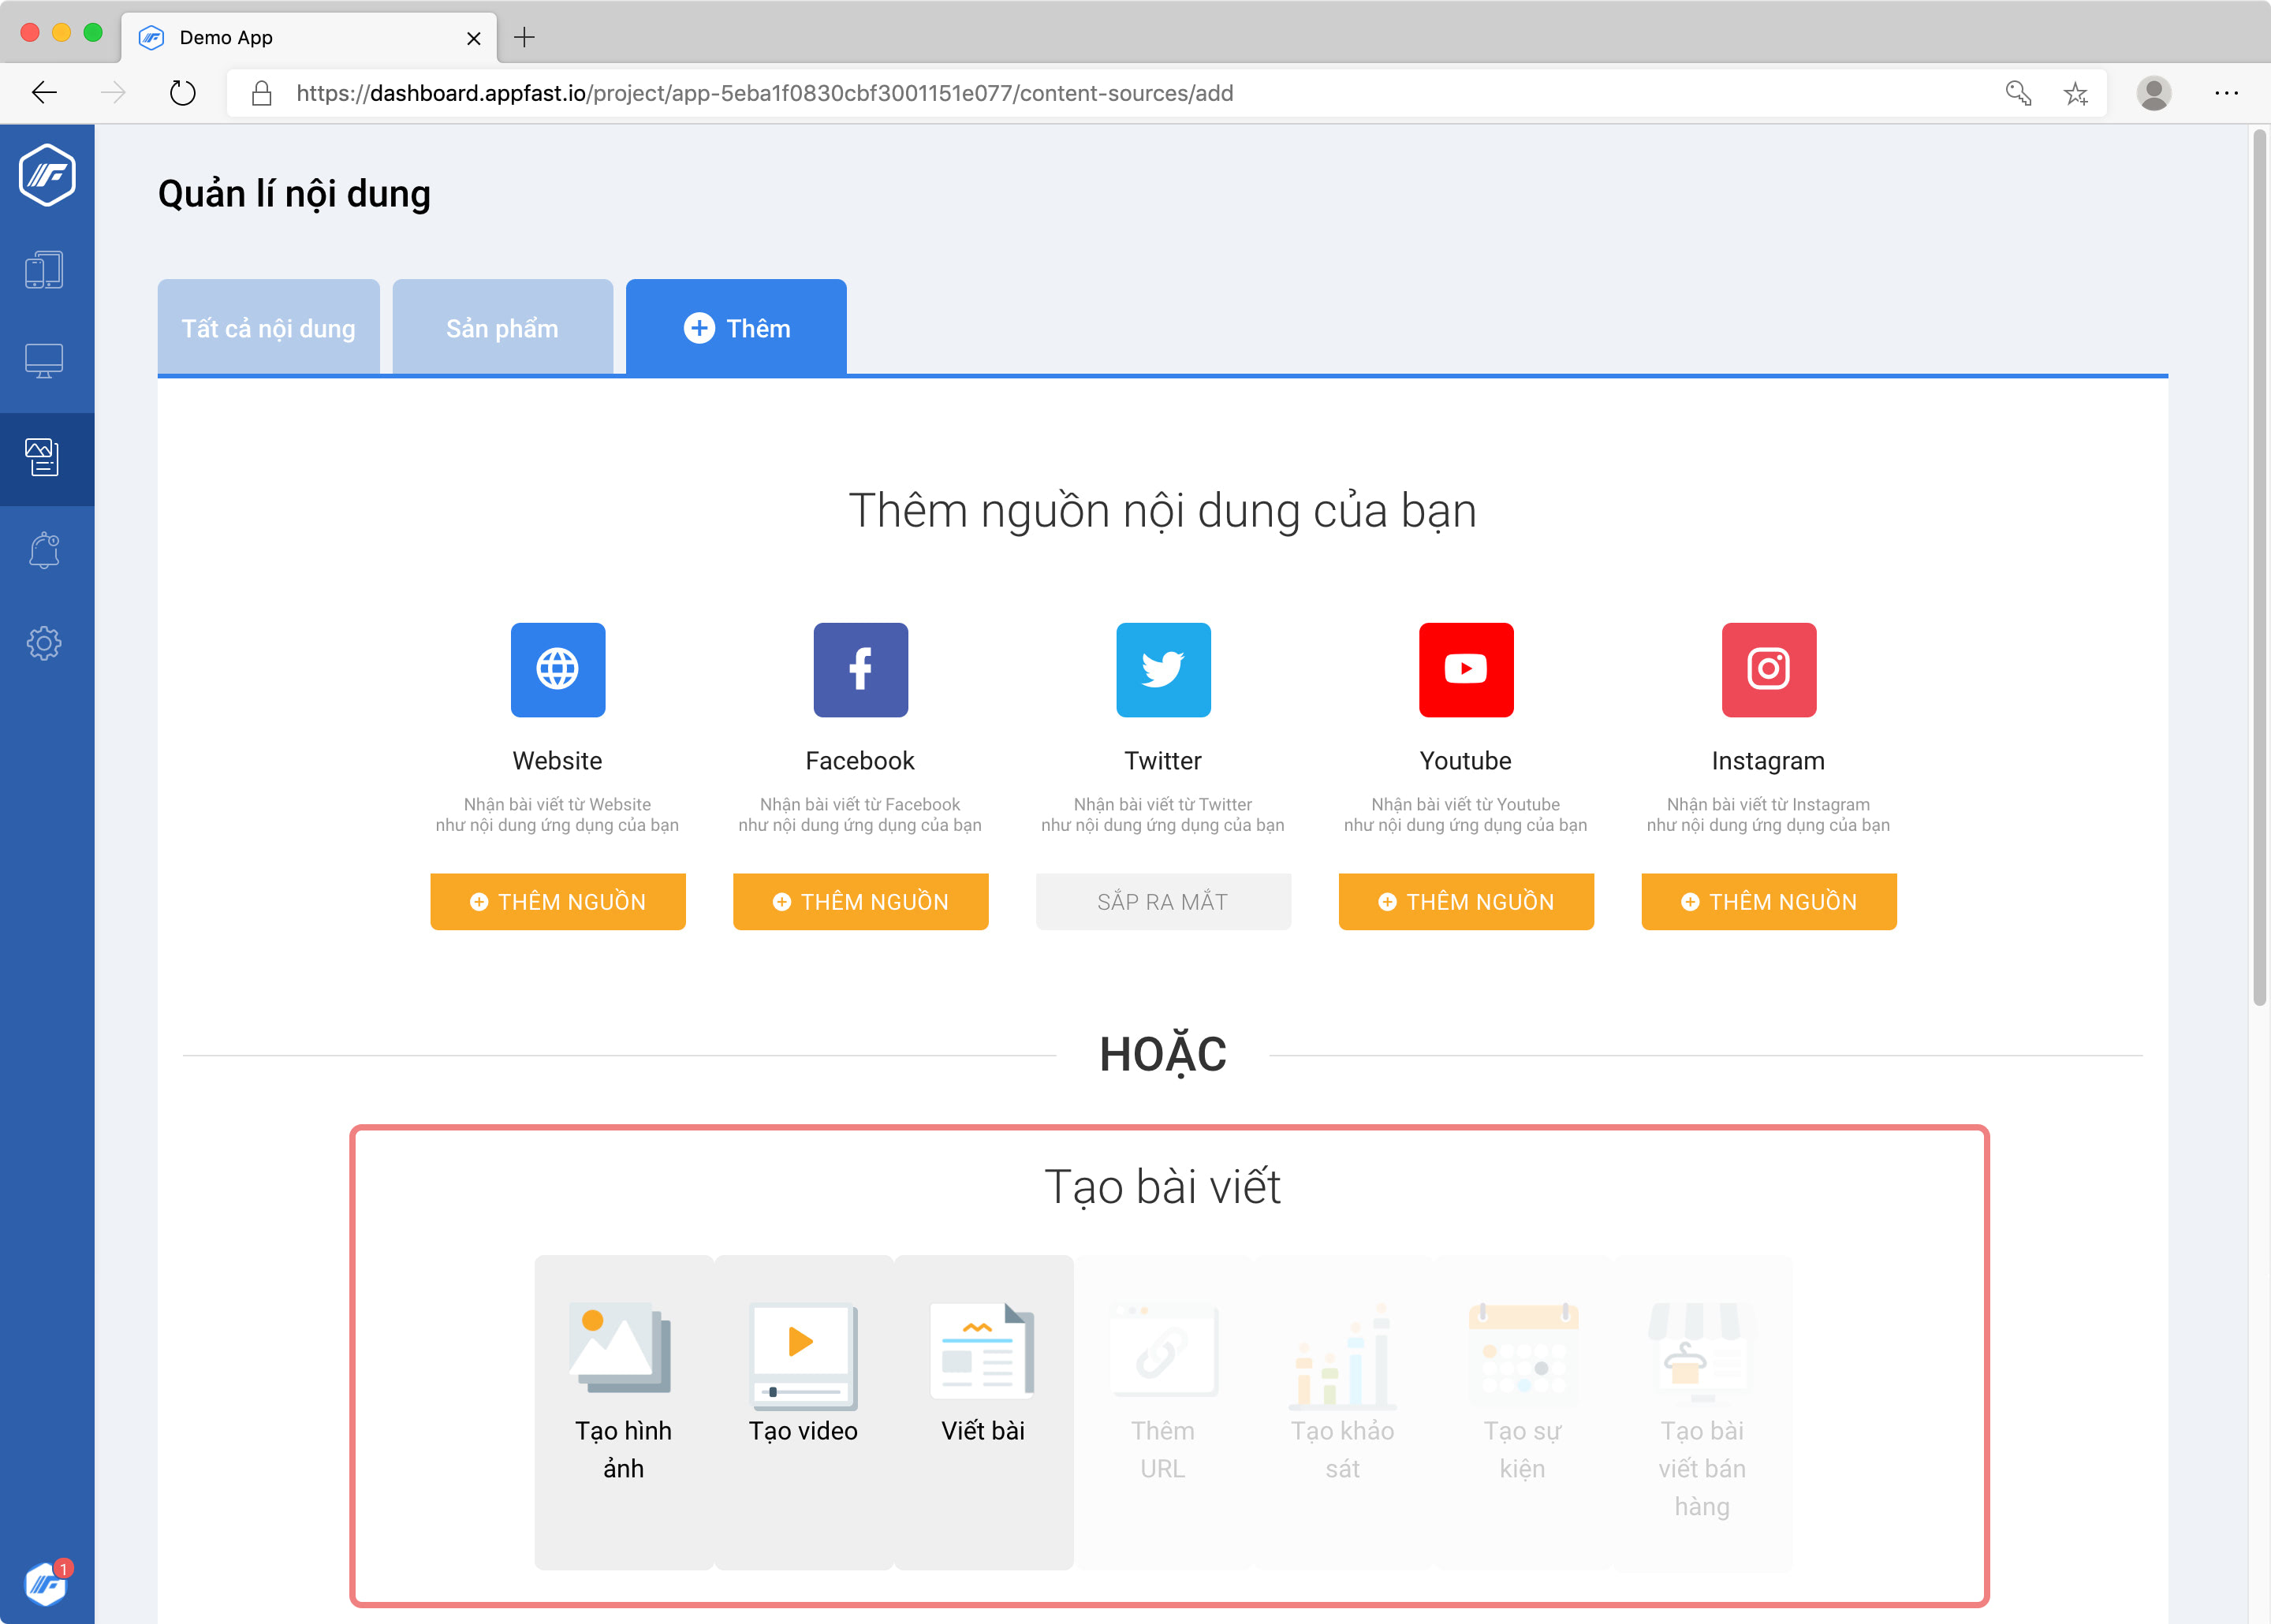 Demo App
https://dashboard.appfast.io/project/app-5eba1f0830cbf3001151e077/content-sources/add
Quản lí nội dung
Tất cả nội dung
Sản phẩm
Thêm
Thêm nguồn nội dung của bạn
Website
Facebook
Twitter
Youtube
Instagram
Nhận bài viết từ Website
như nội dung ứng dụng của bạn
Nhận bài viết từ Facebook
như nội dung ứng dụng của bạn
Nhận bài viết từ Twitter
như nội dung ứng dụng của bạn
Nhận bài viết từ Youtube
như nội dung ứng dụng của bạn
Nhận bài viết từ Instagram
như nội dung ứng dụng của bạn
THÊM NGUỒN
THÊM NGUỒN
SẮP RA MẮT
THÊM NGUỒN
THÊM NGUỒN
HOẶC
Tạo bài viết
Tạo hình
ảnh
Tạo video
Viết bài
Thêm
URL
Tạo khảo
sát
Tạo sự
kiện
Tạo bài
viết bán
hàng
1